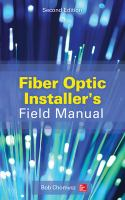 Second Edition
Fiber Optic
Installer's
Field Manual
Bob Chomycz